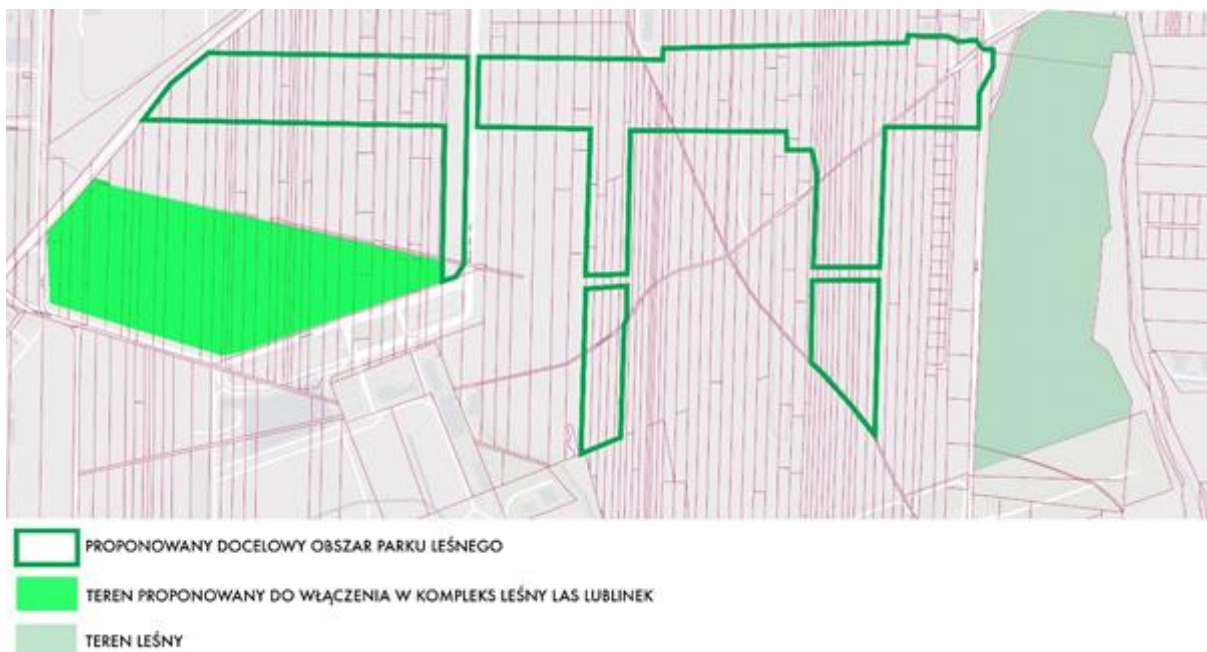 PROPONOWANY DOCELOWY OBSZAR PARKU LEŚNEGO
TEREN PROPONOWANY DO WŁĄCZENIA W KOMPLEKS LEŚNY LAS LUBLINEK
TEREN LEŚNY